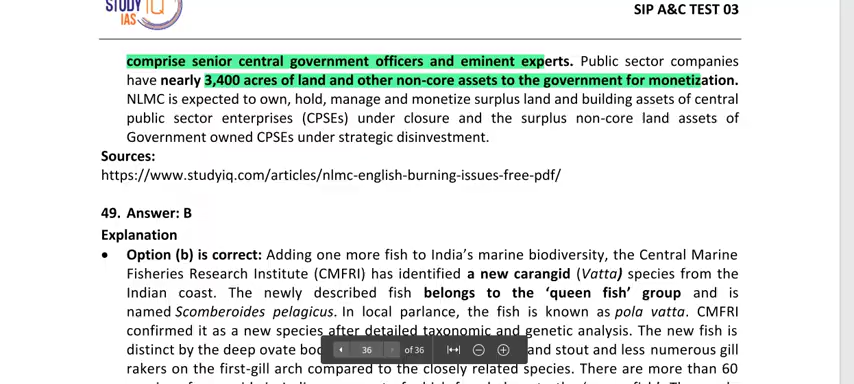 STUDY IQ
IAS
SIP A&C TEST 03
comprise senior central government officers and eminent experts. Public sector companies
have nearly 3,400 acres of land and other non-core assets to the government for monetization.
NLMC is expected to own, hold, manage and monetize surplus land and building assets of central
public sector enterprises (CPSEs) under closure and the surplus non-core land assets of
Government owned CPSEs under strategic disinvestment.
Sources:
https://www.studyiq.com/articles/nlmc-english-burning-issues-free-pdf/
49. Answer: B
Explanation
• Option (b) is correct: Adding one more fish to India's marine biodiversity, the Central Marine
Fisheries Research Institute (CMFRI) has identified a new carangid (Vatta) species from the
Indian coast. The newly described fish belongs to the 'queen fish' group and is
named Scomberoides pelagicus. In local parlance, the fish is known as pola vatta. CMFRI
confirmed it as a new species after detailed taxonomic and genetic analysis. The new fish is
distinct by the deep ovate and stout and less numerous gill
36 of 36
rakers on the first-gill arch compared to the closely related species. There are more than 60